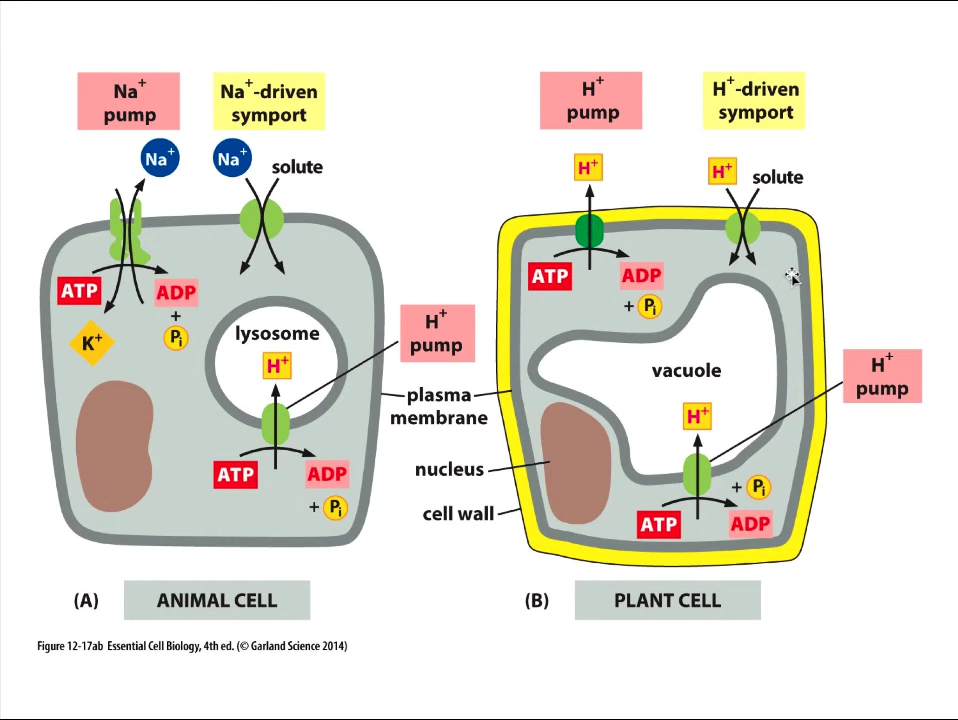 Na+
pump
Na+-driven
symport
Na+
Na+
solute
ATP
ADP
+
Pi
K+
lysosome
H+
H+
pump
ATP
ADP
+ Pi
plasma
membrane
nucleus
cell wall
H+
pump
H+-driven
symport
H+
H+
solute
ATP
ADP
+ Pi
vacuole
H+
H+
pump
+ Pi
ATP
ADP
(A) ANIMAL CELL
(B) PLANT CELL
Figure 12-17ab Essential Cell Biology, 4th ed. (© Garland Science 2014)